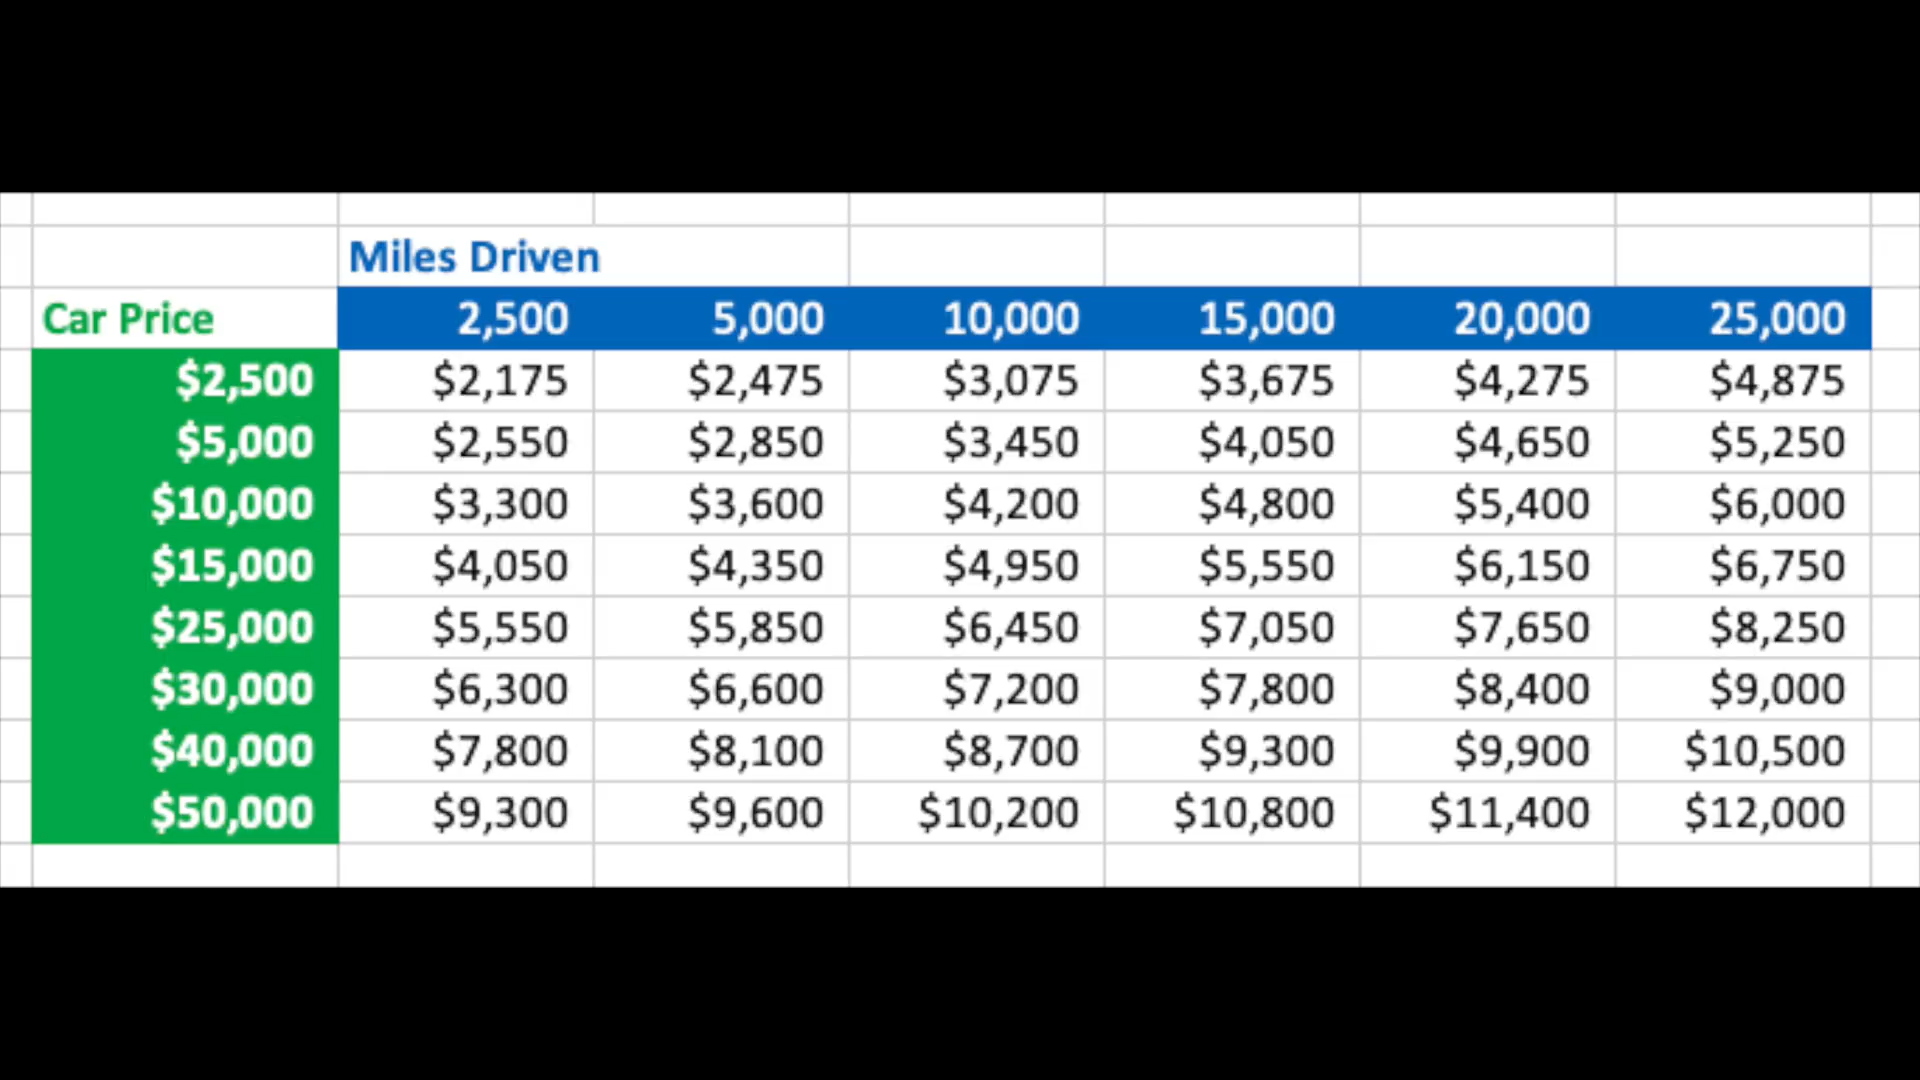 Miles Driven
Car Price 2,500 5,000 10,000 15,000 20,000 25,000
$2,500 $2,175 $2,475 $3,075 $3,675 $4,275 $4,875
$5,000 $2,550 $2,850 $3,450 $4,050 $4,650 $5,250
$10,000 $3,300 $3,600 $4,200 $4,800 $5,400 $6,000
$15,000 $4,050 $4,350 $4,950 $5,550 $6,150 $6,750
$25,000 $5,550 $5,850 $6,450 $7,050 $7,650 $8,250
$30,000 $6,300 $6,600 $7,200 $7,800 $8,400 $9,000
$40,000 $7,800 $8,100 $8,700 $9,300 $9,900 $10,500
$50,000 $9,300 $9,600 $10,200 $10,800 $11,400 $12,000